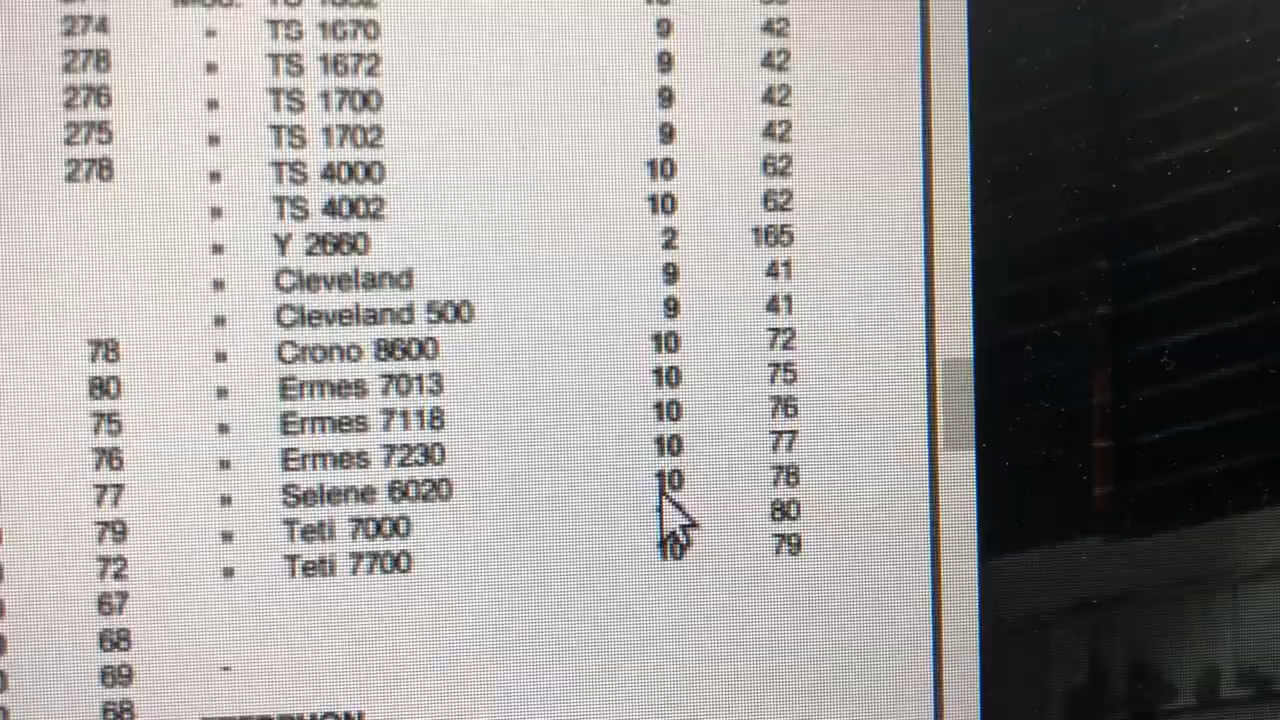 274 " TS 1670 9 42
278 " TS 1672 9 42
276 " TS 1700 9 42
275 " TS 1702 9 42
278 " TS 4000 10 62
" TS 4002 10 62
" Y 2660 2 165
" Cleveland 9 41
" Cleveland 500 9 41
78 " Crono 8600 10 72
80 " Ermes 7013 10 75
75 " Ermes 7118 10 76
76 " Ermes 7230 10 77
77 " Selene 6020 10 78
79 " Teti 7000 80
72 " Teti 7700 10 79
67
68
69
68